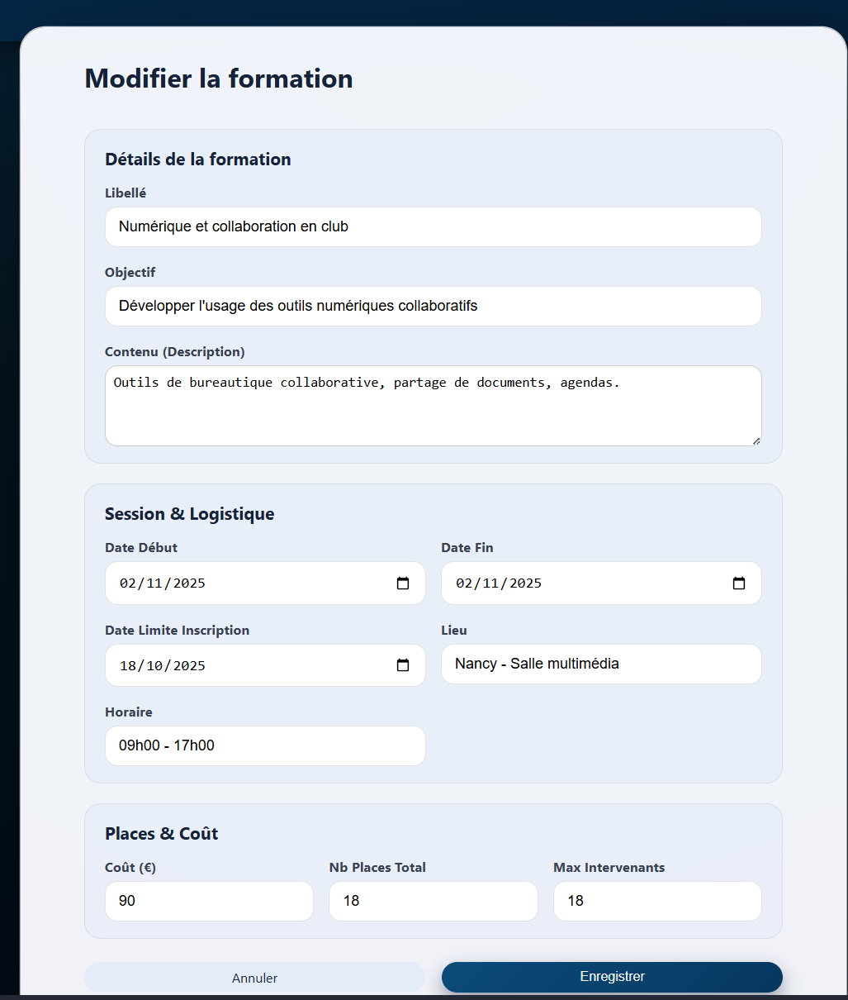 Modifier la formation
Détails de la formation
Libellé
Numérique et collaboration en club
Objectif
Développer l'usage des outils numériques collaboratifs
Contenu (Description)
Outils de bureautique collaborative, partage de documents, agendas.
Session & Logistique
Date Début
Date Fin
02/11/2025
02/11/2025
Date Limite Inscription
Lieu
18/10/2025
Nancy - Salle multimédia
Horaire
09h00 - 17h00
Places & Coût
Coût (€)
Nb Places Total
Max Intervenants
90
18
18
Annuler
Enregistrer